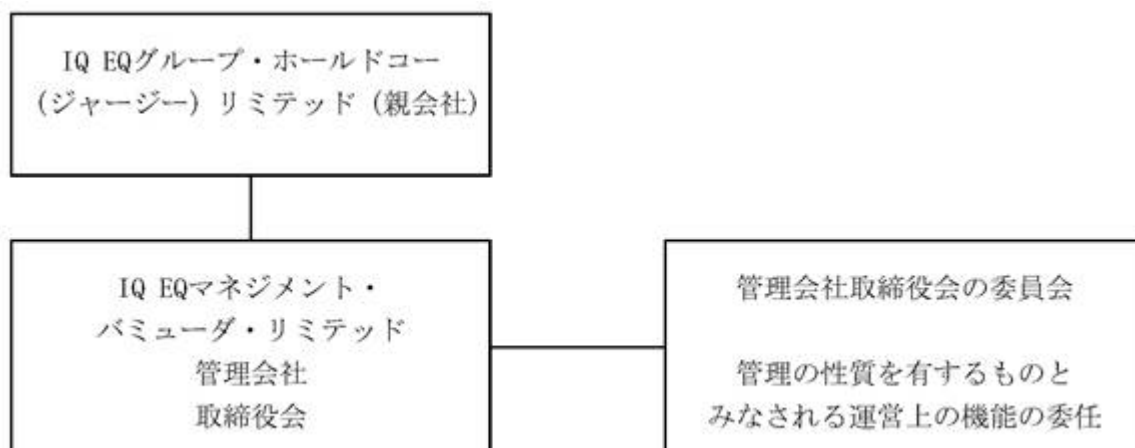 IQ EQグループ・ホールドコー
(ジャージー) リミテッド (親会社)
IQ EQマネジメント・
バミューダ・リミテッド
管理会社
取締役会
管理会社取締役会の委員会
管理の性質を有するものと
みなされる運営上の機能の委任